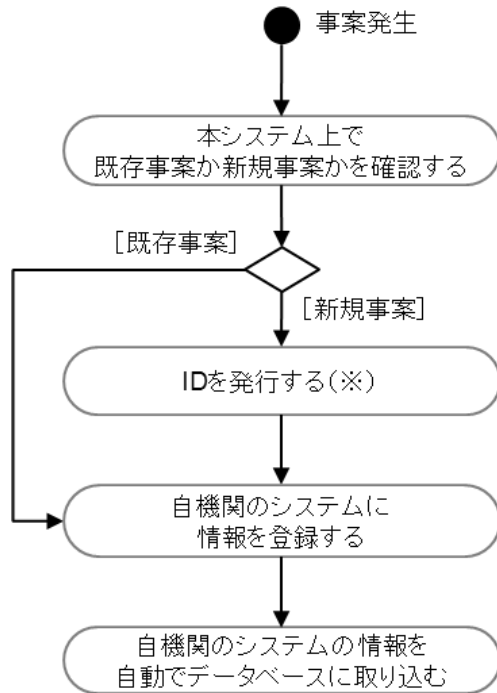 事案発生
本システム上で
既存事案か新規事案かを確認する
[既存事案]
[新規事案]
IDを発行する(※)
自機関のシステムに
情報を登録する
自機関のシステムの情報を
自動でデータベースに取り込む